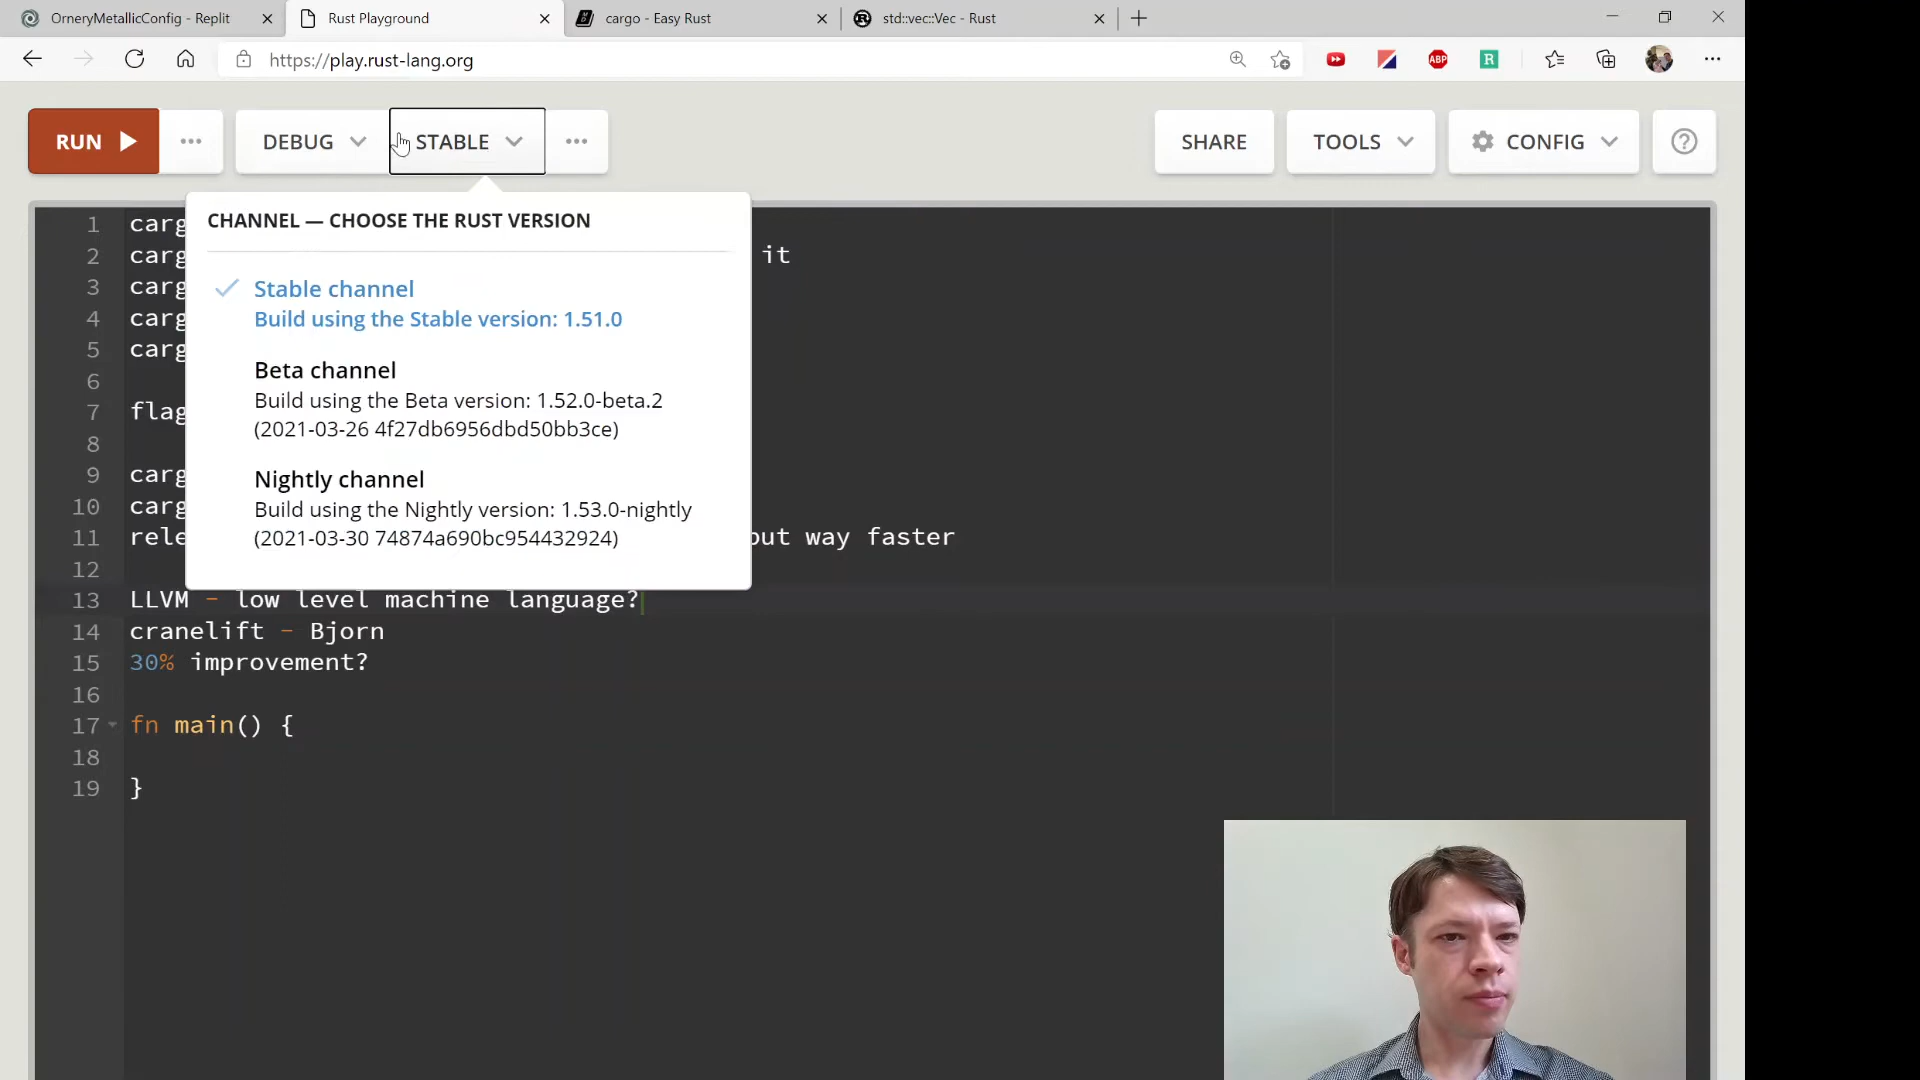 OrneryMetallicConfig - Replit
Rust Playground
cargo - Easy Rust
std::vec::Vec - Rust
https://play.rust-lang.org
ABP
R
RUN
DEBUG
STABLE
SHARE
TOOLS
CONFIG
CHANNEL — CHOOSE THE RUST VERSION
Stable channel
Build using the Stable version: 1.51.0
Beta channel
Build using the Beta version: 1.52.0-beta.2
(2021-03-26 4f27db6956dbd50bb3ce)
Nightly channel
Build using the Nightly version: 1.53.0-nightly
(2021-03-30 74874a690bc954432924)
1 carg
2 carg it
3 carg
4 carg
5 carg
6
7 flag
8
9 carg
10 carg
11 rele but way faster
12
13 LLVM - low level machine language?
14 cranelift - Bjorn
15 30% improvement?
16
17 fn main() {
18
19 }